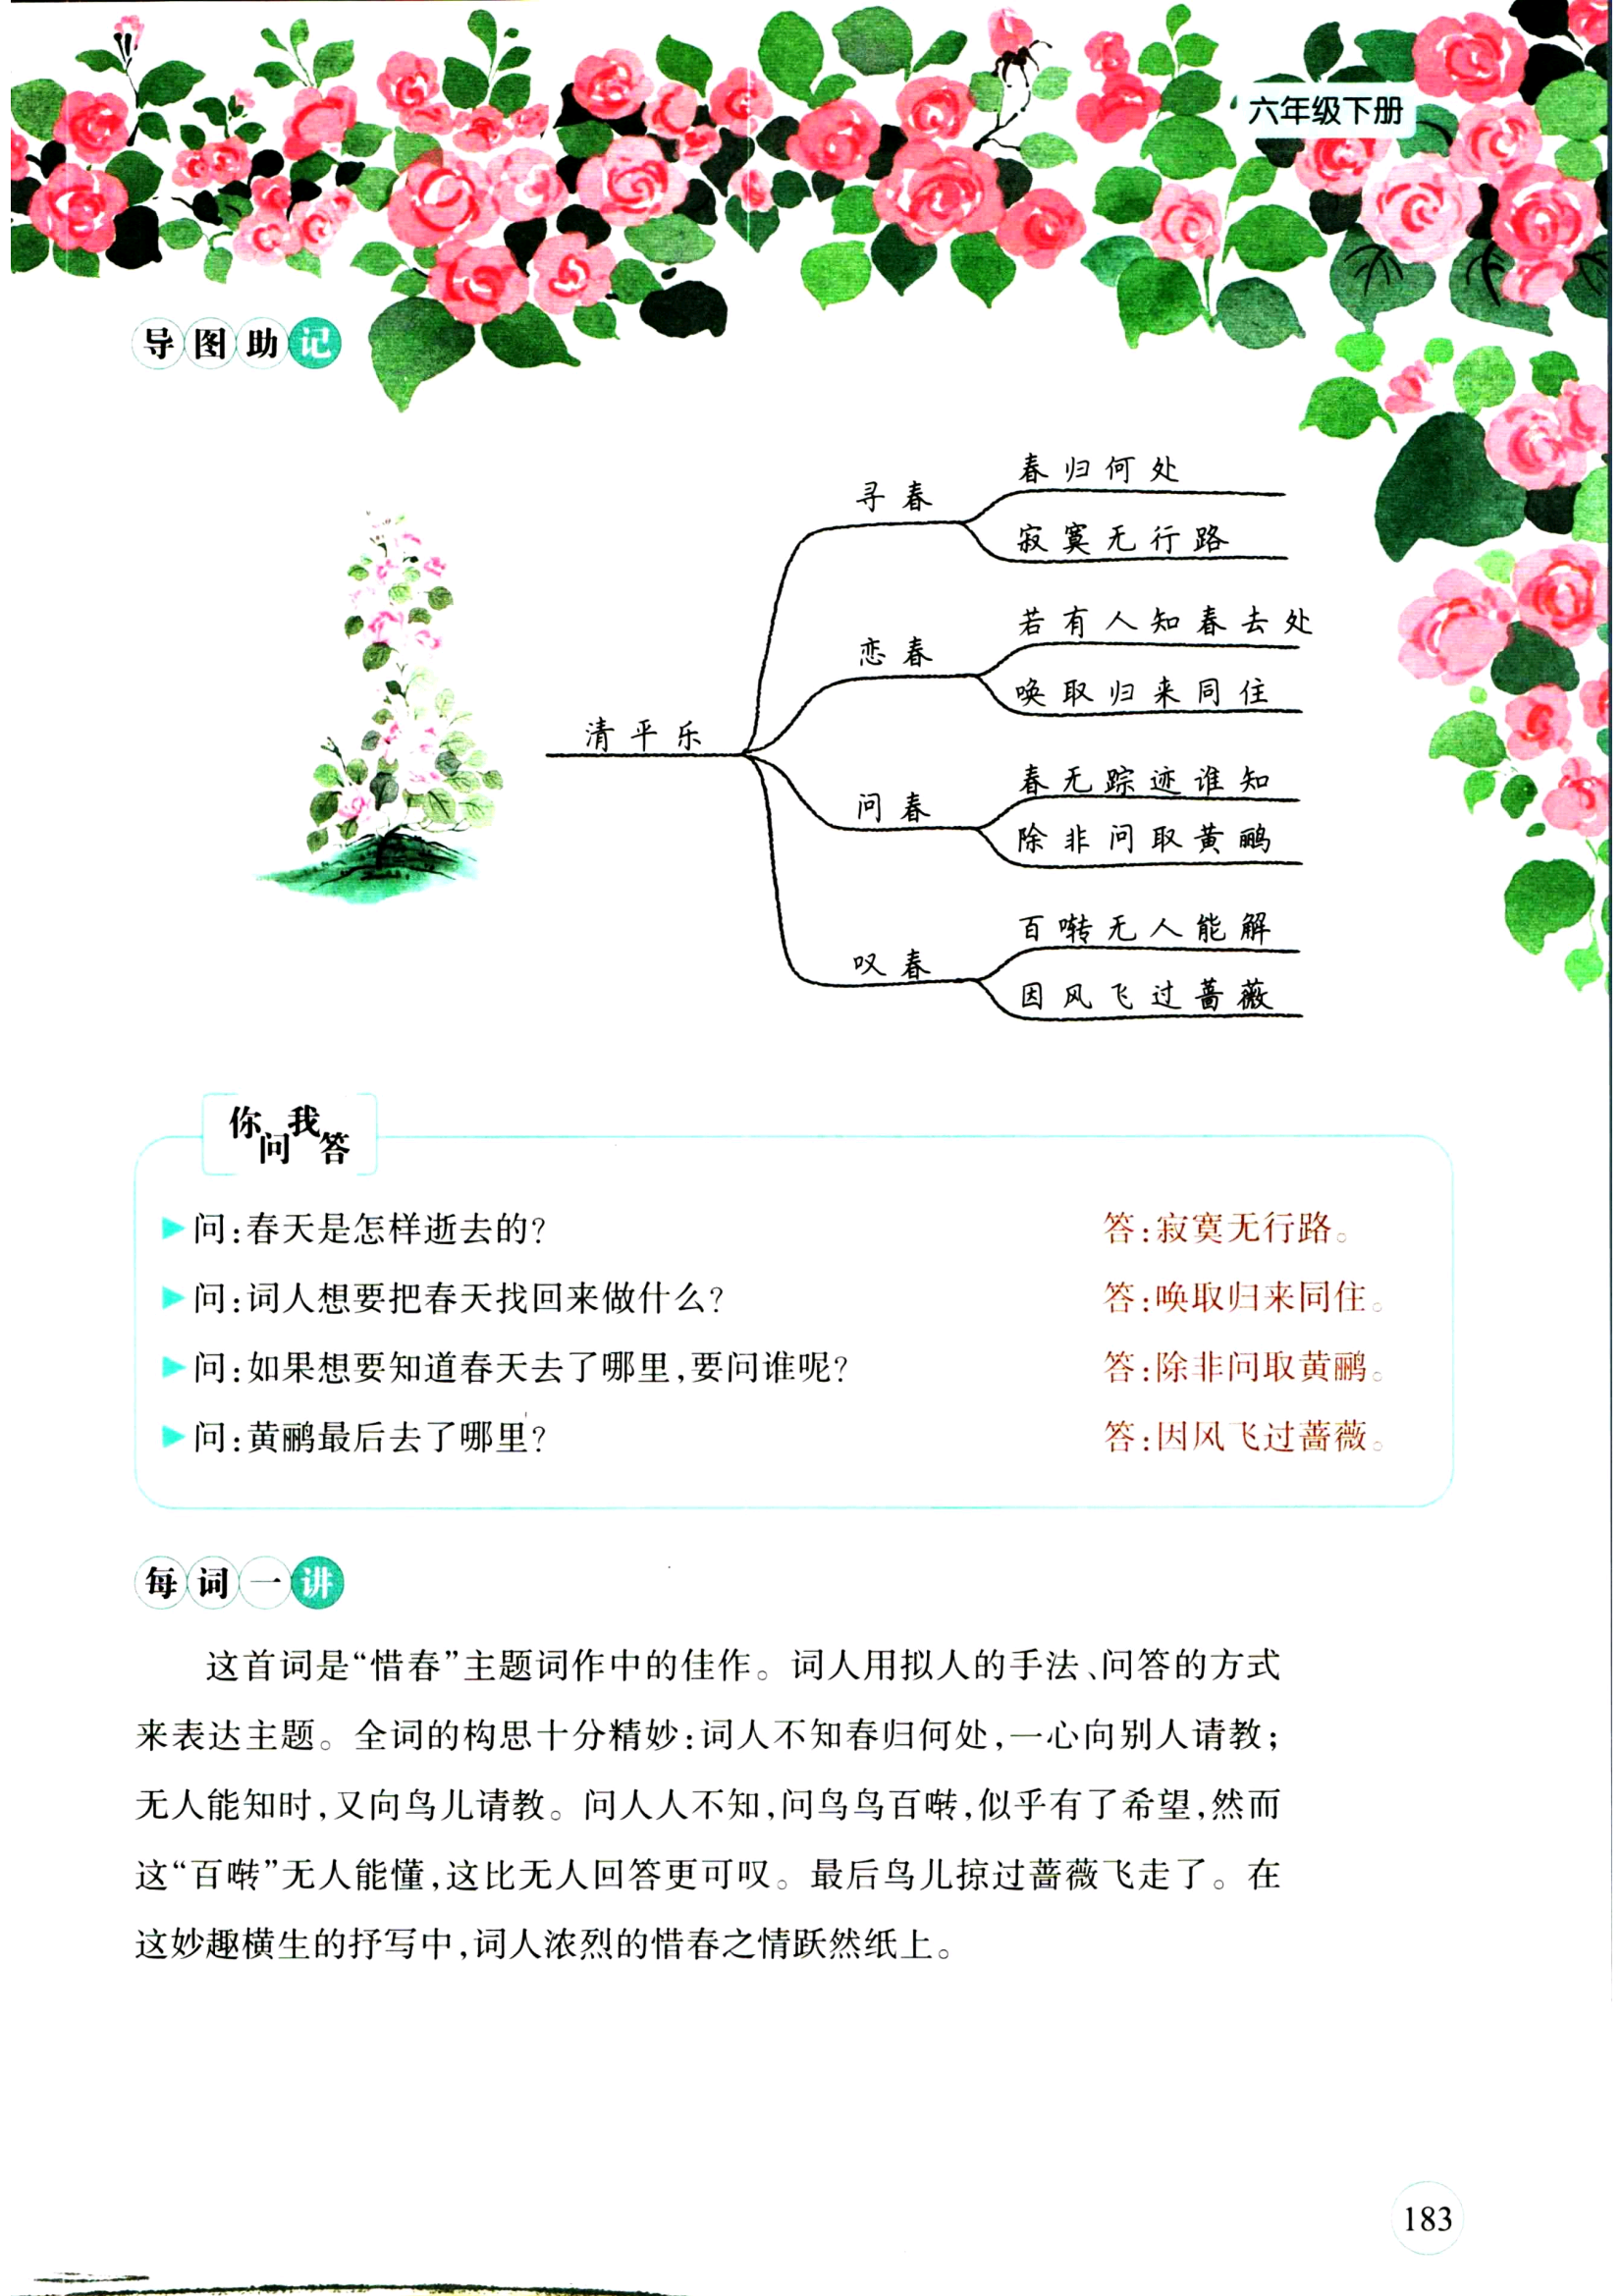 六年级下册
导图助记
清平乐
寻春
春归何处
寂寞无行路
恋春
若有人知春去处
唤取归来同住
问春
春无踪迹谁知
除非问取黄鹂
叹春
百啭无人能解
因风飞过蔷薇
你问我答
问:春天是怎样逝去的? 答:寂寞无行路。
问:词人想要把春天找回来做什么? 答:唤取归来同住。
问:如果想要知道春天去了哪里,要问谁呢? 答:除非问取黄鹂。
问:黄鹂最后去了哪里? 答:因风飞过蔷薇。
每词一讲
这首词是“惜春”主题词作中的佳作。词人用拟人的手法、问答的方式
来表达主题。全词的构思十分精妙:词人不知春归何处,一心向别人请教;
无人能知时,又向鸟儿请教。问人人不知,问鸟鸟百啭,似乎有了希望,然而
这“百啭”无人能懂,这比无人回答更可叹。最后鸟儿掠过蔷薇飞走了。在
这妙趣横生的抒写中,词人浓烈的惜春之情跃然纸上。
183